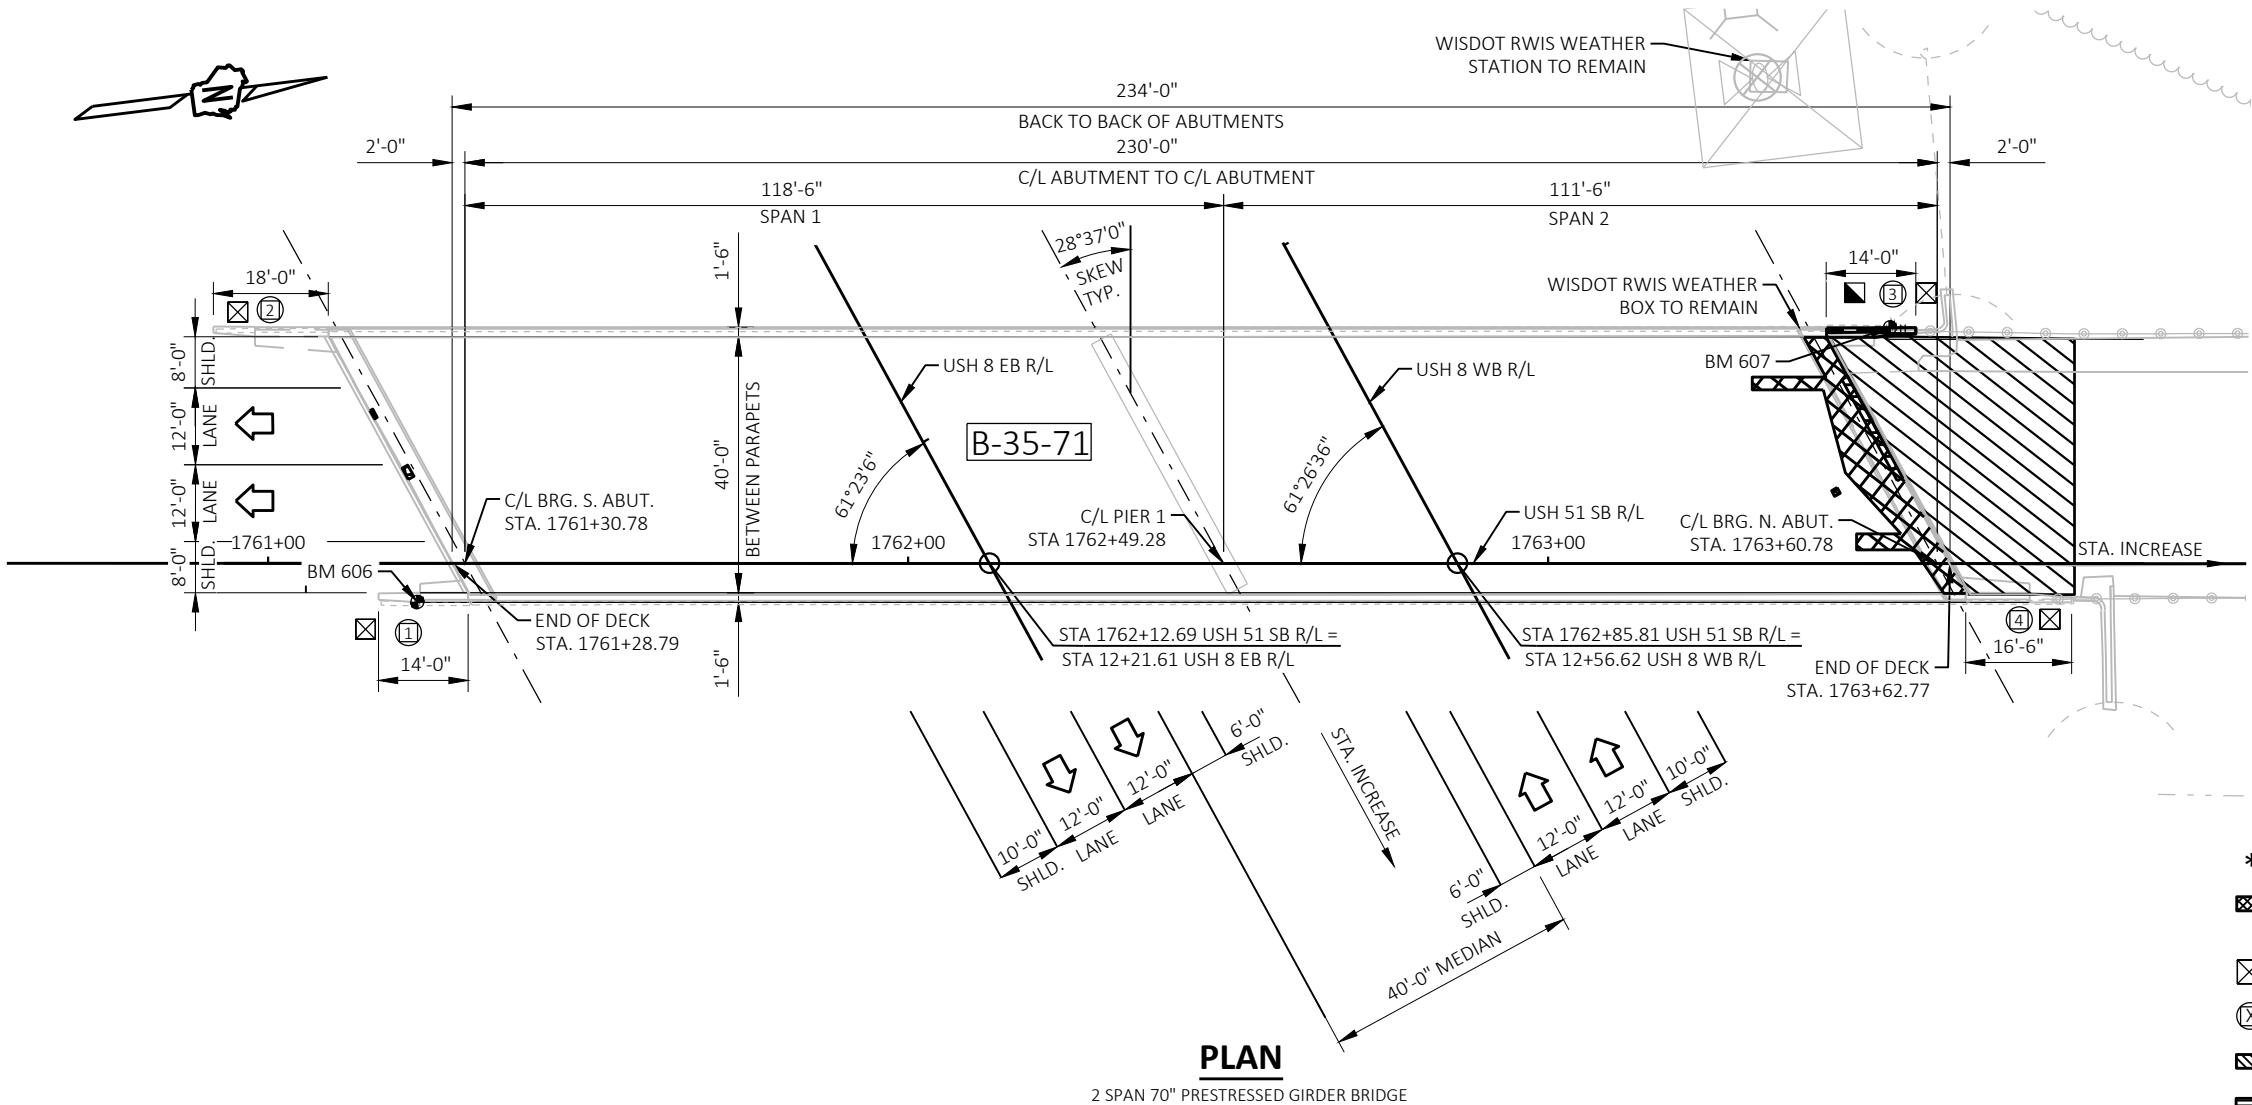 WISDOT RWIS WEATHER
STATION TO REMAIN
N
234'-0"
BACK TO BACK OF ABUTMENTS
2'-0"
230'-0"
2'-0"
C/L ABUTMENT TO C/L ABUTMENT
118'-6"
SPAN 1
111'-6"
SPAN 2
28°37'0"
SKEW
TYP.
1'-6"
18'-0"
2
WISDOT RWIS WEATHER
BOX TO REMAIN
14'-0"
3
BM 607
8'-0"
SHLD.
12'-0"
LANE
12'-0"
LANE
8'-0"
SHLD.
USH 8 EB R/L
USH 8 WB R/L
40'-0"
BETWEEN PARAPETS
B-35-71
61°23'6"
61°26'36"
C/L BRG. S. ABUT.
STA. 1761+30.78
C/L PIER 1
STA 1762+49.28
USH 51 SB R/L
C/L BRG. N. ABUT.
STA. 1763+60.78
1761+00
1762+00
1763+00
STA. INCREASE
BM 606
1
14'-0"
END OF DECK
STA. 1761+28.79
1'-6"
STA 1762+12.69 USH 51 SB R/L =
STA 12+21.61 USH 8 EB R/L
STA 1762+85.81 USH 51 SB R/L =
STA 12+56.62 USH 8 WB R/L
END OF DECK
STA. 1763+62.77
4
16'-6"
10'-0"
SHLD.
12'-0"
LANE
12'-0"
LANE
6'-0"
SHLD.
STA. INCREASE
6'-0"
SHLD.
12'-0"
LANE
12'-0"
LANE
10'-0"
SHLD.
40'-0" MEDIAN
*
X
PLAN
2 SPAN 70" PRESTRESSED GIRDER BRIDGE